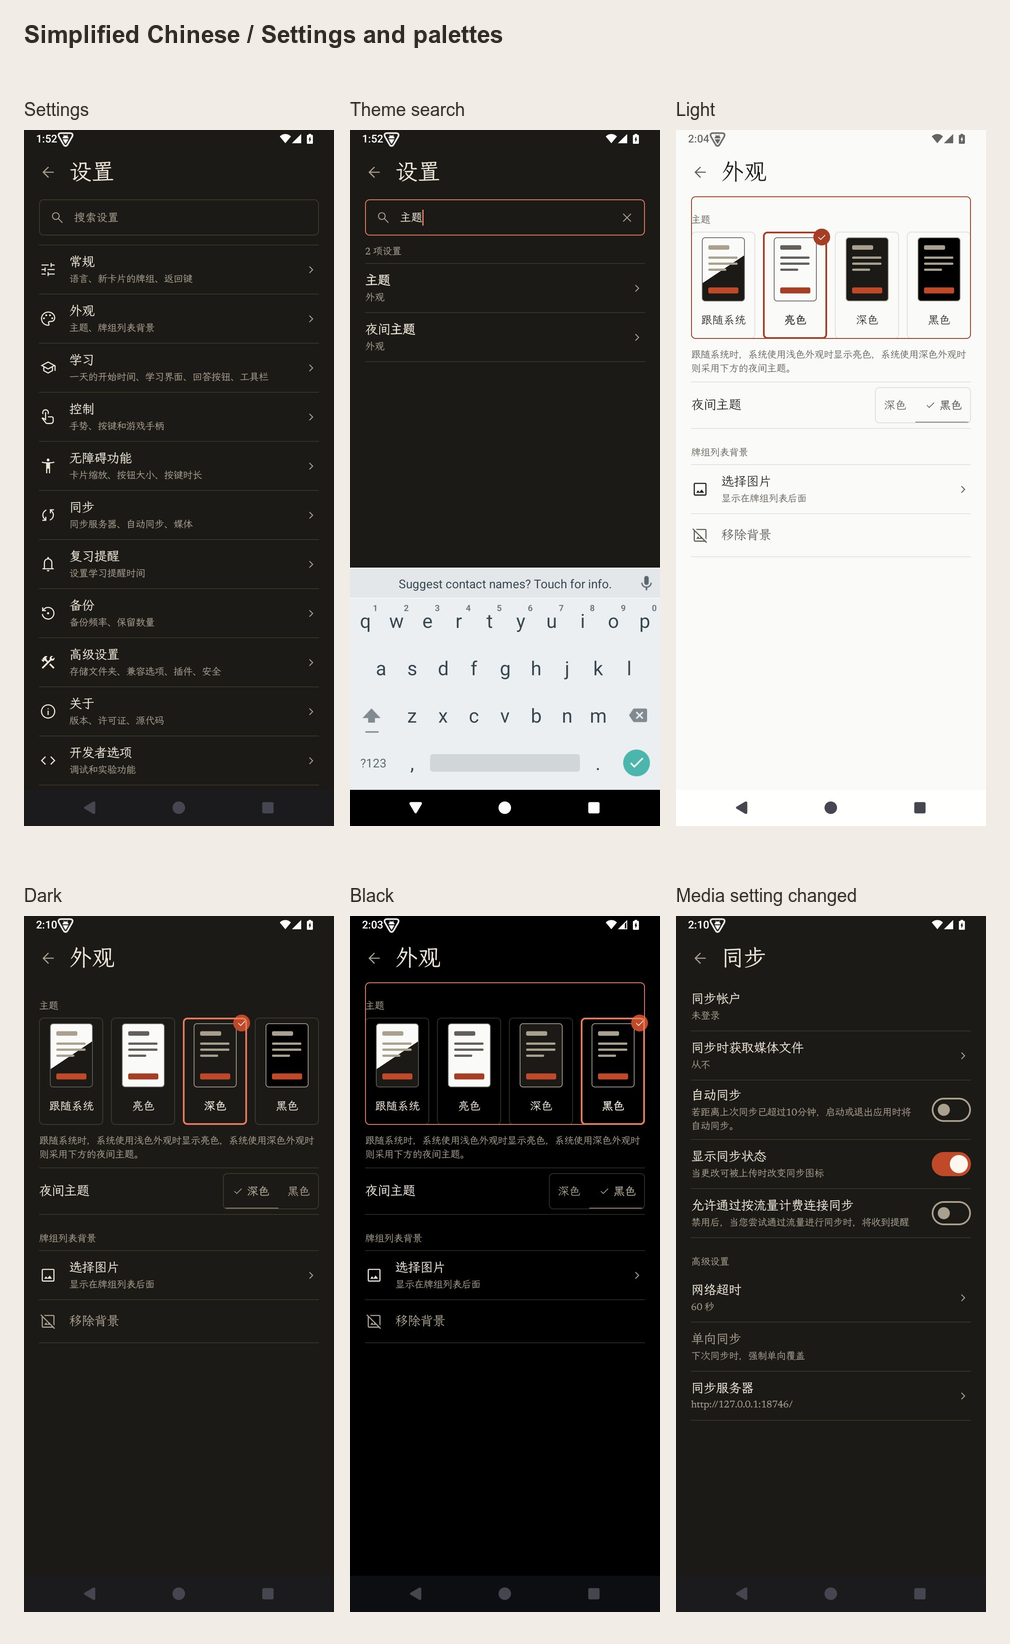 Simplified Chinese / Settings and palettes
Settings
1:52
设置
搜索设置
常规
语言、新卡片的牌组、返回键
外观
主题、牌组列表背景
学习
一天的开始时间、学习界面、回答按钮、工具栏
控制
手势、按键和游戏手柄
无障碍功能
卡片缩放、按钮大小、按键时长
同步
同步服务器、自动同步、媒体
复习提醒
设置学习提醒时间
备份
备份频率、保留数量
高级设置
存储文件夹、兼容选项、插件、安全
关于
版本、许可证、源代码
开发者选项
调试和实验功能
Theme search
1:52
设置
主题
2 项设置
主题
外观
夜间主题
外观
Suggest contact names? Touch for info.
1 2 3 4 5 6 7 8 9 0
q w e r t y u i o p
a s d f g h j k l
z x c v b n m
?123 , .
Light
2:04
外观
主题
跟随系统 亮色 深色 黑色
跟随系统时，系统使用浅色外观时显示亮色，系统使用深色外观时
则采用下方的夜间主题。
夜间主题 深色 黑色
牌组列表背景
选择图片
显示在牌组列表后面
移除背景
Dark
2:10
外观
主题
跟随系统 亮色 深色 黑色
跟随系统时，系统使用浅色外观时显示亮色，系统使用深色外观时
则采用下方的夜间主题。
夜间主题 深色 黑色
牌组列表背景
选择图片
显示在牌组列表后面
移除背景
Black
2:03
外观
主题
跟随系统 亮色 深色 黑色
跟随系统时，系统使用浅色外观时显示亮色，系统使用深色外观时
则采用下方的夜间主题。
夜间主题 深色 黑色
牌组列表背景
选择图片
显示在牌组列表后面
移除背景
Media setting changed
2:10
同步
同步帐户
未登录
同步时获取媒体文件
从不
自动同步
若距离上次同步已超过10分钟，启动或退出应用时将
自动同步。
显示同步状态
当更改可被上传时改变同步图标
允许通过按流量计费连接同步
禁用后，当您尝试通过流量进行同步时，将收到提醒
高级设置
网络超时
60 秒
单向同步
下次同步时，强制单向覆盖
同步服务器
http://127.0.0.1:18746/